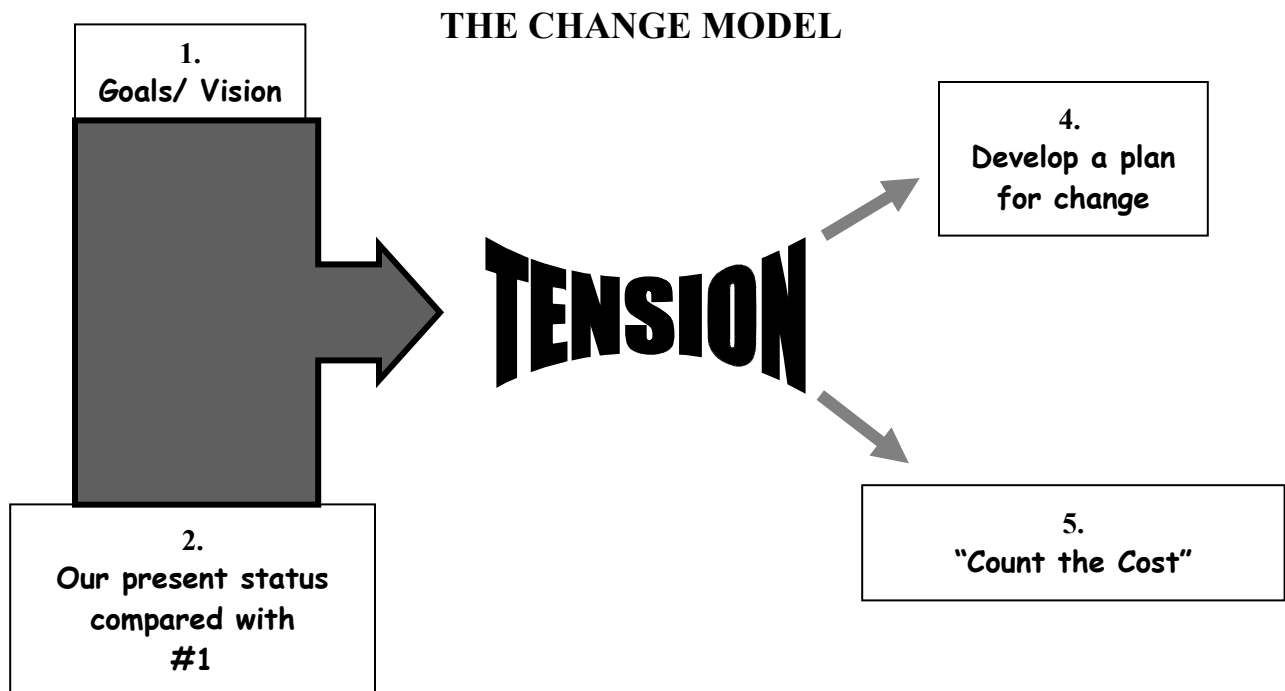 THE CHANGE MODEL
1.
Goals/ Vision
4.
Develop a plan
for change
TENSION
2.
Our present status
compared with
#1
5.
“Count the Cost”